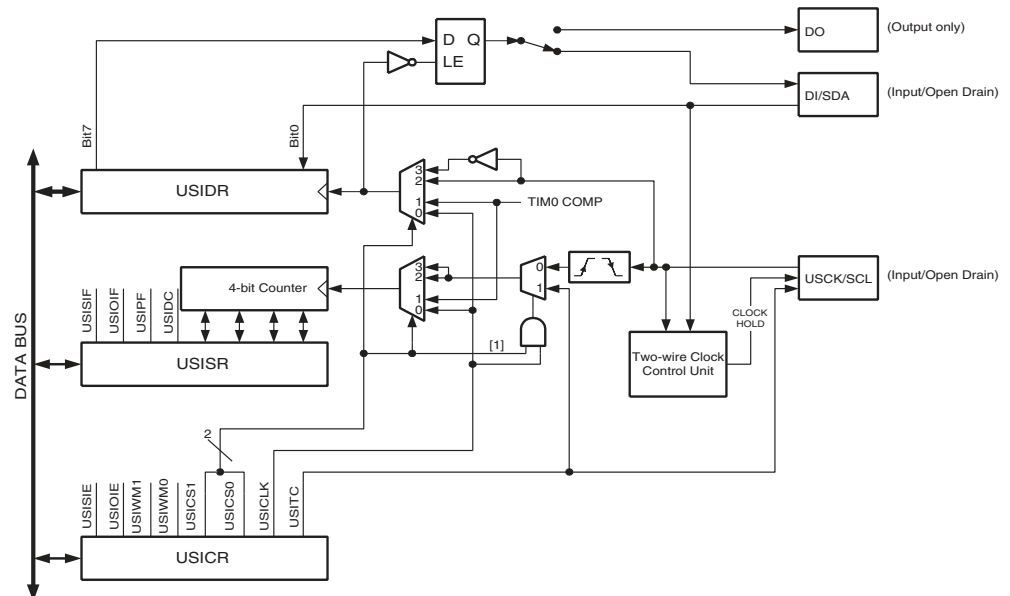 D Q
LE
DO
(Output only)
DI/SDA
(Input/Open Drain)
Bit7
Bit0
USIDR
3
2
1
0
TIM0 COMP
3
2
1
0
0
1
USCK/SCL
(Input/Open Drain)
4-bit Counter
CLOCK
HOLD
USISIF
USIOIF
USIPF
USIDC
[1]
USISR
Two-wire Clock
Control Unit
DATA BUS
2
USISIE
USIOIE
USIWM1
USIWM0
USICS1
USICS0
USICLK
USITC
USICR